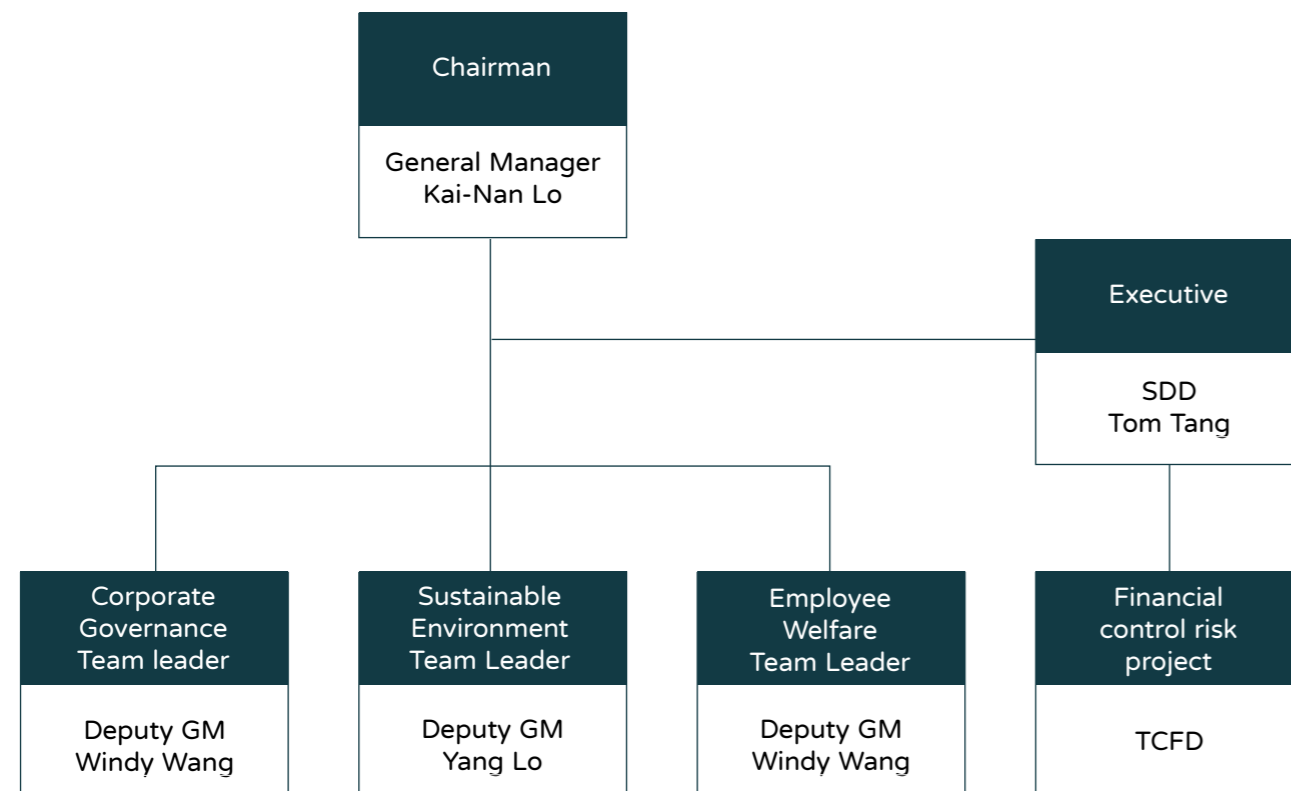 Chairman
General Manager
Kai-Nan Lo
Executive
SDD
Tom Tang
Corporate
Governance
Team leader
Deputy GM
Windy Wang
Sustainable
Environment
Team Leader
Deputy GM
Yang Lo
Employee
Welfare
Team Leader
Deputy GM
Windy Wang
Financial
control risk
project
TCFD